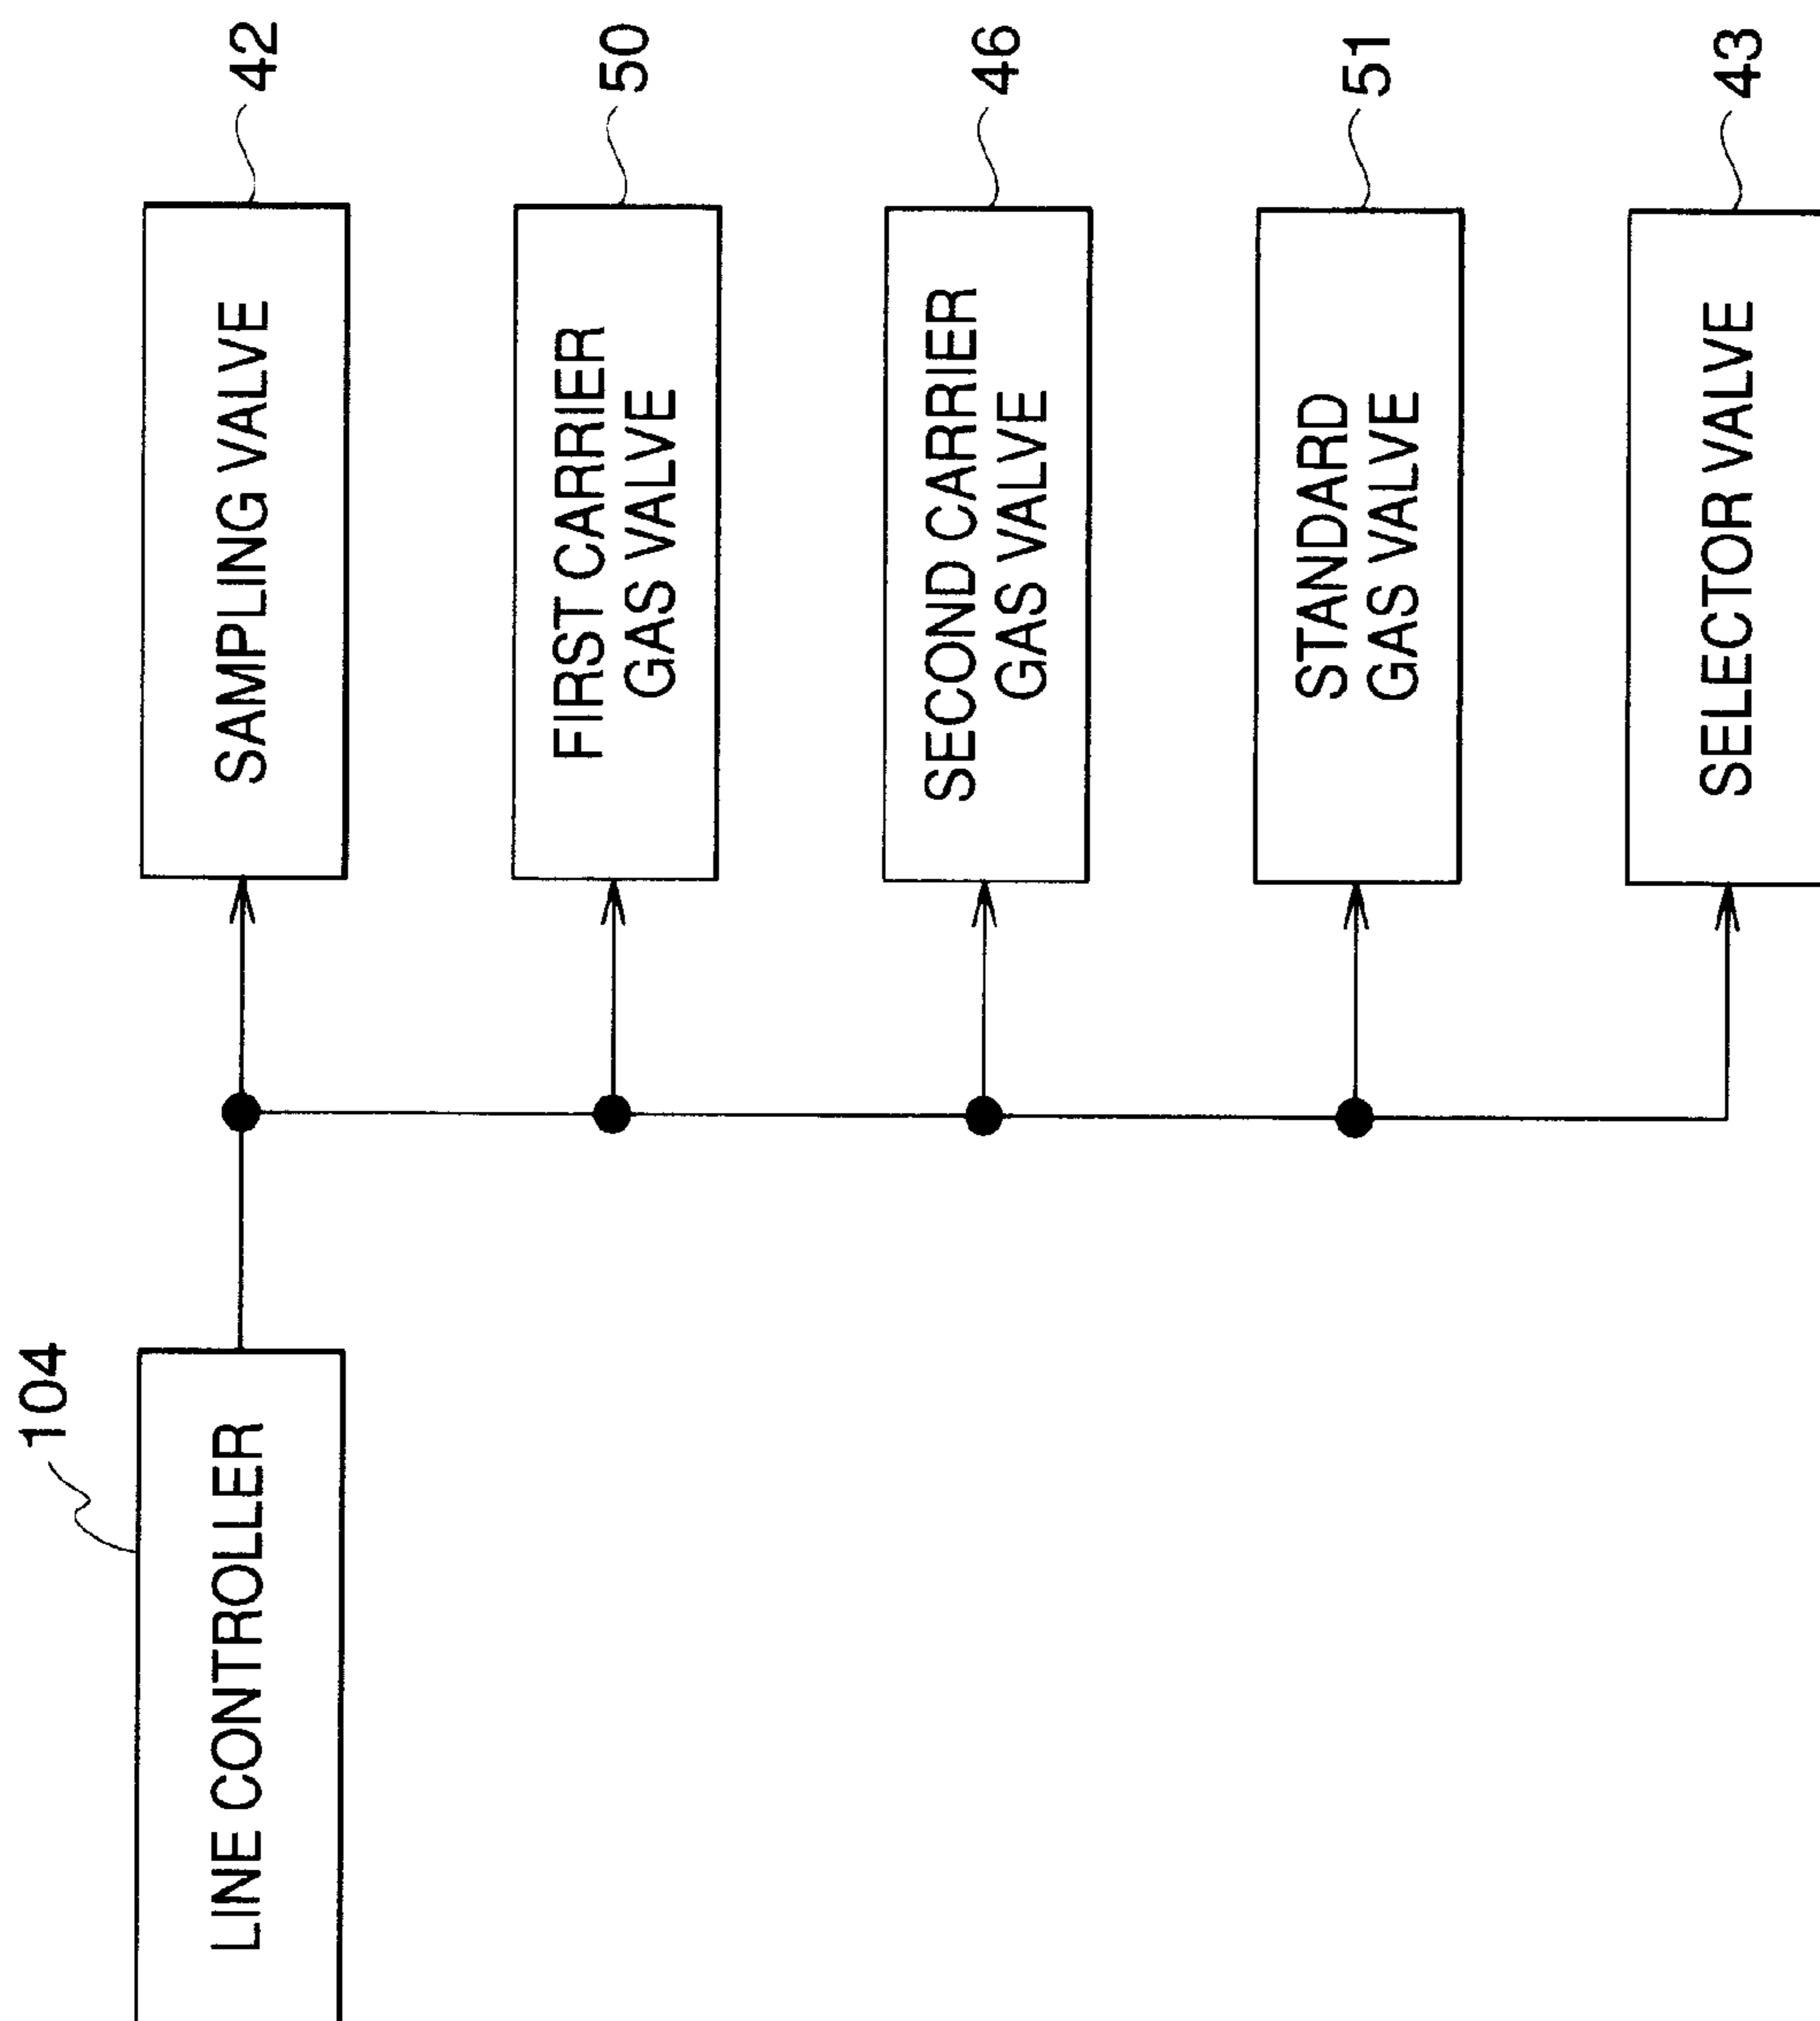 104
LINE CONTROLLER
SAMPLING VALVE
42
FIRST CARRIER
GAS VALVE
50
SECOND CARRIER
GAS VALVE
46
STANDARD
GAS VALVE
51
SELECTOR VALVE
43